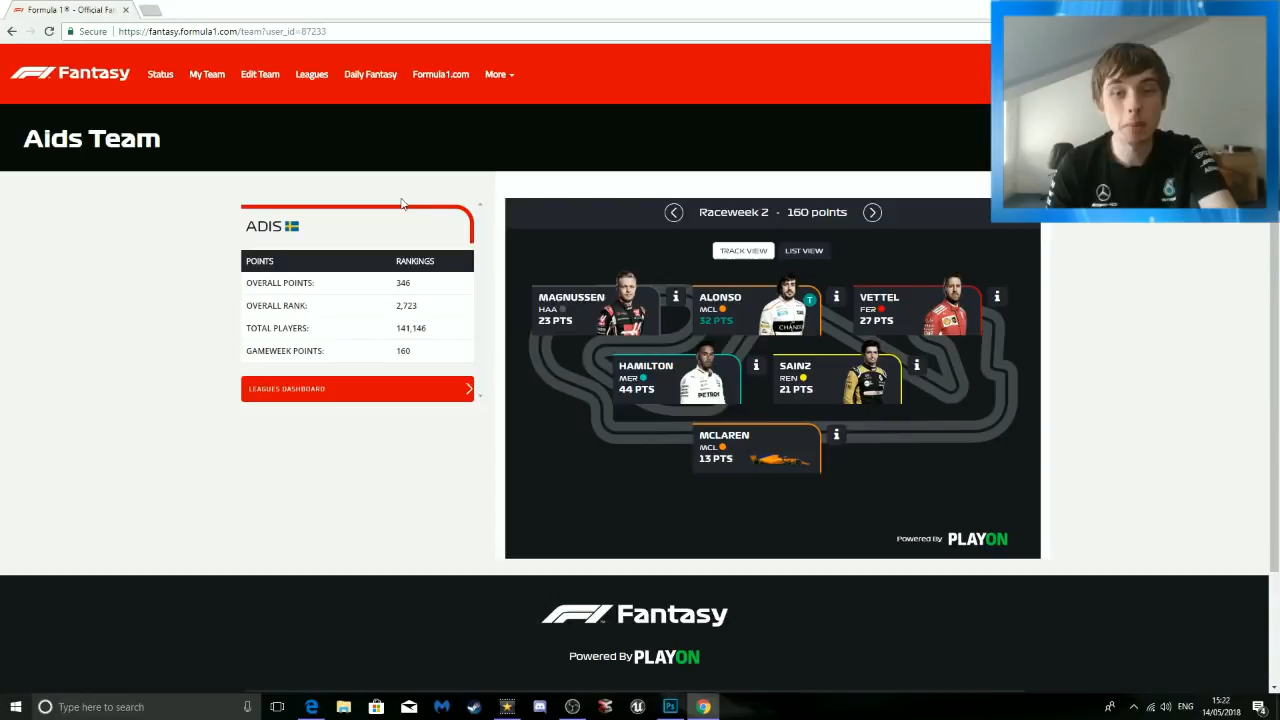 Formula 1® - Official Fan
Secure https://fantasy.formula1.com/team?user_id=87233
F1 Fantasy Status My Team Edit Team Leagues Daily Fantasy Formula1.com More
Aids Team
ADIS
POINTS RANKINGS
OVERALL POINTS: 346
OVERALL RANK: 2,723
TOTAL PLAYERS: 141,146
GAMEWEEK POINTS: 160
LEAGUES DASHBOARD
Raceweek 2 - 160 points
TRACK VIEW LIST VIEW
MAGNUSSEN
HAA
23 PTS
ALONSO
MCL
32 PTS
T
VETTEL
FER
27 PTS
HAMILTON
MER
44 PTS
PETRO
SAINZ
REN
21 PTS
MCLAREN
MCL
13 PTS
Powered By PLAYON
F1 Fantasy
Powered By PLAYON
Type here to search
ENG
15:22
14/05/2018